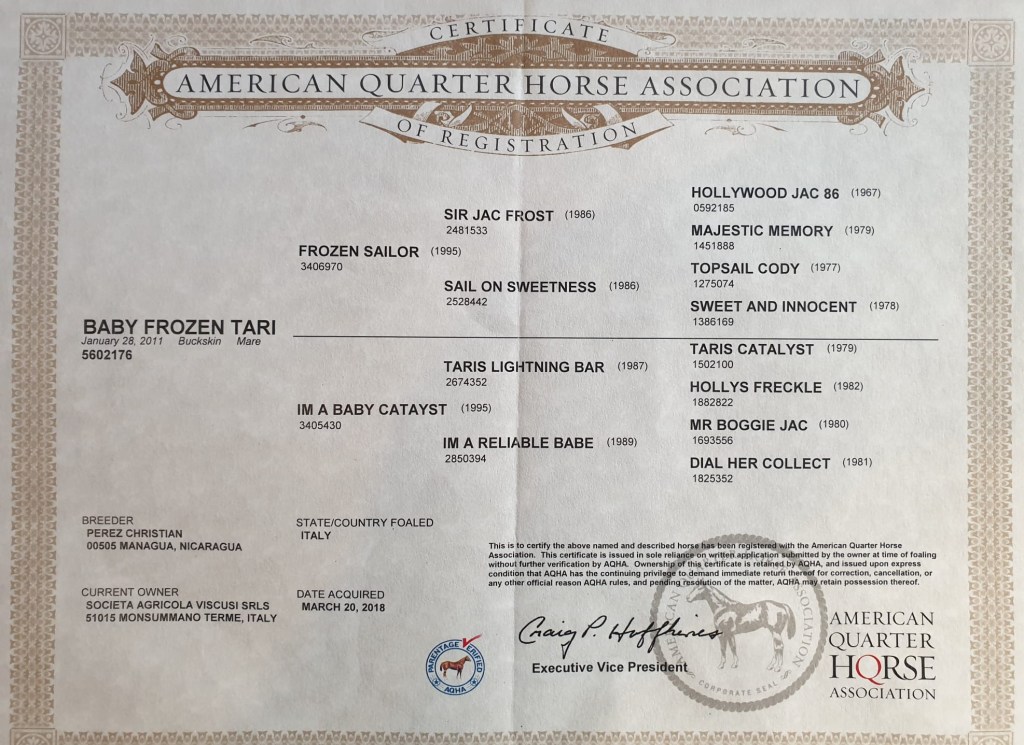 CERTIFICATE
AMERICAN QUARTER HORSE ASSOCIATION
OF REGISTRATION
HOLLYWOOD JAC 86 (1967)
0592185
SIR JAC FROST (1986)
2481533
MAJESTIC MEMORY (1979)
1451888
FROZEN SAILOR (1995)
3406970
TOPSAIL CODY (1977)
1275074
SAIL ON SWEETNESS (1986)
2528442
SWEET AND INNOCENT (1978)
1386169
BABY FROZEN TARI
January 28, 2011 Buckskin Mare
5602176
TARIS CATALYST (1979)
1502100
TARIS LIGHTNING BAR (1987)
2674352
HOLLYS FRECKLE (1982)
1882822
IM A BABY CATAYST (1995)
3405430
MR BOGGIE JAC (1980)
1693556
IM A RELIABLE BABE (1989)
2850394
DIAL HER COLLECT (1981)
1825352
BREEDER
PEREZ CHRISTIAN
00505 MANAGUA, NICARAGUA
STATE/COUNTRY FOALED
ITALY
CURRENT OWNER
SOCIETA AGRICOLA VISCUSI SRLS
51015 MONSUMMANO TERME, ITALY
DATE ACQUIRED
MARCH 20, 2018
This is to certify the above named and described horse has been registered with the American Quarter Horse
Association. This certificate is issued in sole reliance on written application submitted by the owner at time of foaling
without further verification by AQHA. Ownership of this certificate is retained by AQHA, and issued upon express
condition that AQHA has the continuing privilege to demand immediate return thereof for correction, cancellation, or
any other official reason AQHA rules, and pending resolution of the matter, AQHA may retain possession thereof.
Craig P. Huffhines
Executive Vice President
PARENTAGE VERIFIED
AQHA
AMERICAN QUARTER HORSE ASSOCIATION
CORPORATE SEAL
AMERICAN
QUARTER
HORSE
ASSOCIATION